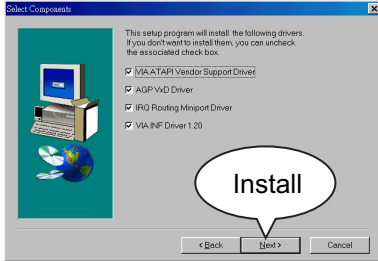 Select Components
This setup program will install the following drivers.
If you don't want to install them, you can uncheck
the associated check box.
VIA ATAPI Vendor Support Driver
AGP VxD Driver
IRQ Routing Miniport Driver
VIA INF Driver 1.20
Install
< Back
Next >
Cancel